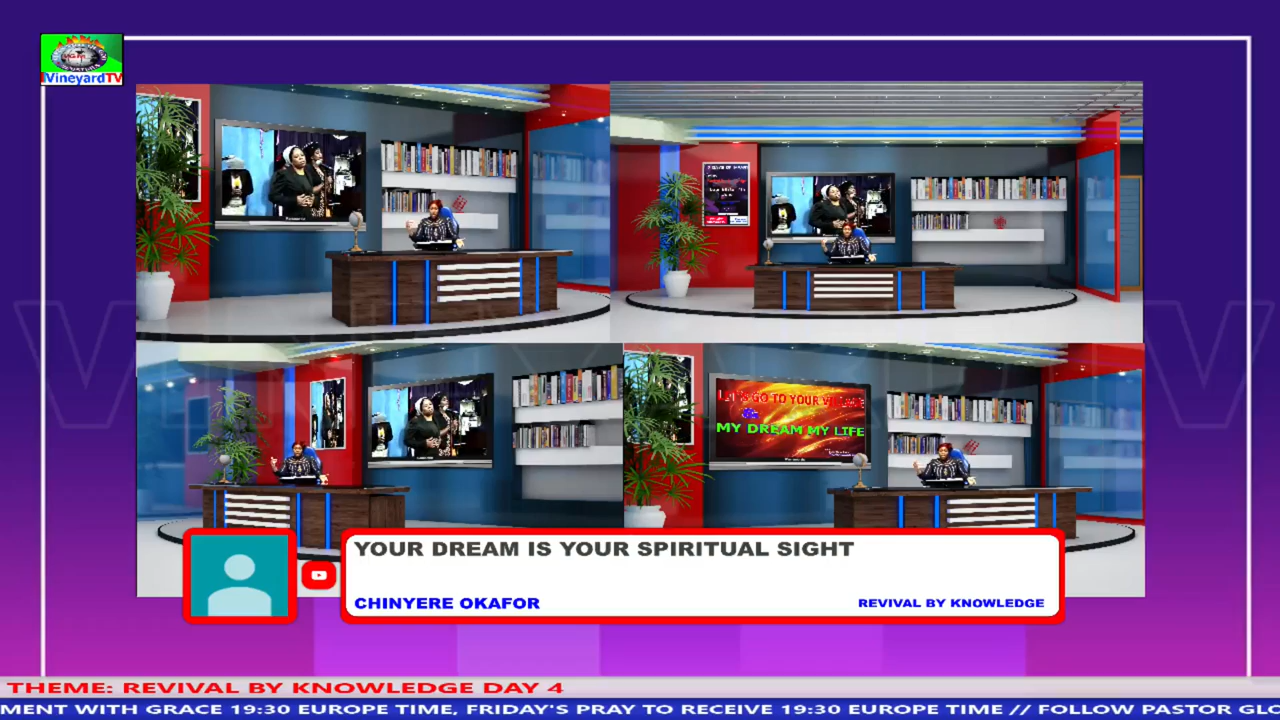 VineyardTV
LET'S GO TO YOUR
MY DREAM MY LIFE
YOUR DREAM IS YOUR SPIRITUAL SIGHT
CHINYERE OKAFOR
REVIVAL BY KNOWLEDGE
THEME: REVIVAL BY KNOWLEDGE DAY 4
MENT WITH GRACE 19:30 EUROPE TIME, FRIDAY'S PRAY TO RECEIVE 19:30 EUROPE TIME // FOLLOW PASTOR GLO